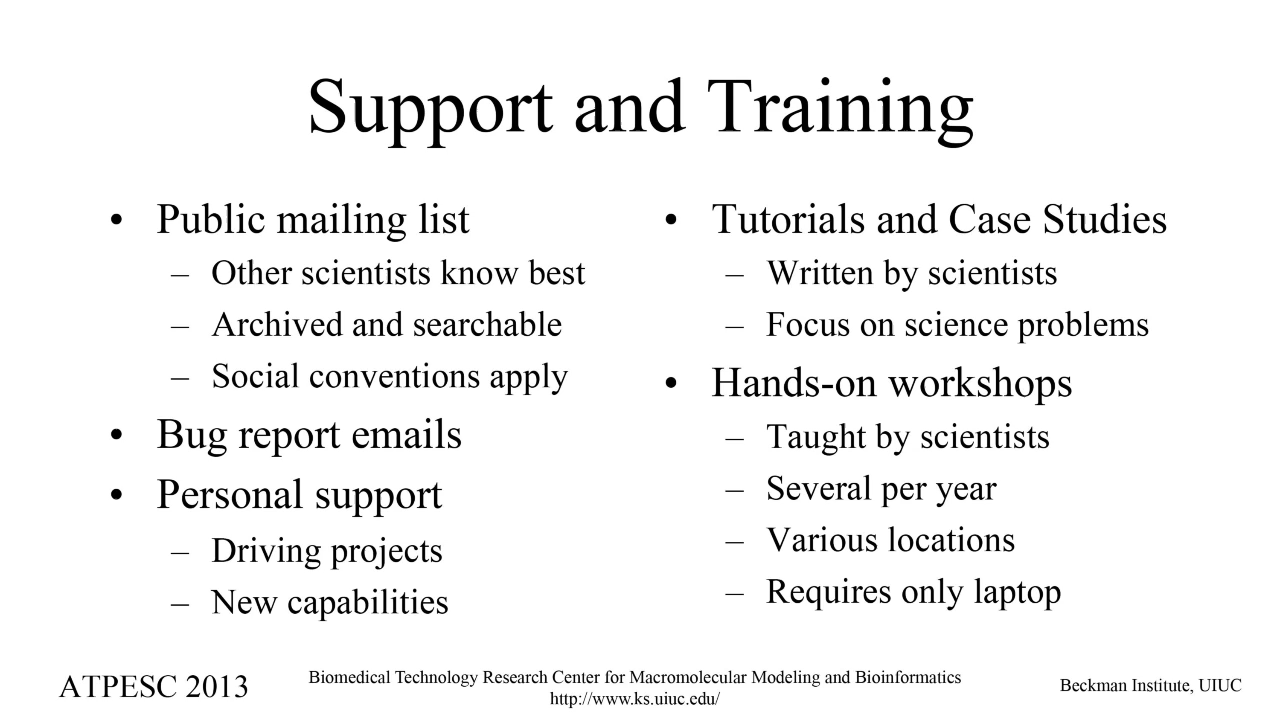 Support and Training
• Public mailing list
– Other scientists know best
– Archived and searchable
– Social conventions apply
• Bug report emails
• Personal support
– Driving projects
– New capabilities
• Tutorials and Case Studies
– Written by scientists
– Focus on science problems
• Hands-on workshops
– Taught by scientists
– Several per year
– Various locations
– Requires only laptop
ATPESC 2013
Biomedical Technology Research Center for Macromolecular Modeling and Bioinformatics
http://www.ks.uiuc.edu/
Beckman Institute, UIUC